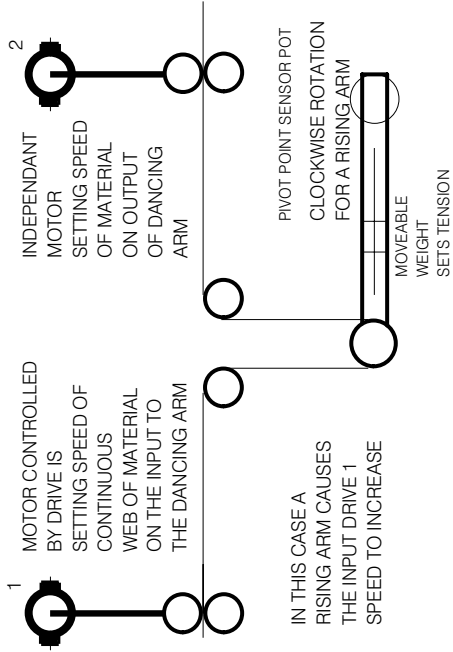 1
MOTOR CONTROLLED
BY DRIVE IS
SETTING SPEED OF
CONTINUOUS
WEB OF MATERIAL
ON THE INPUT TO
THE DANCING ARM
2
INDEPENDANT
MOTOR
SETTING SPEED
OF MATERIAL
ON OUTPUT
OF DANCING
ARM
IN THIS CASE A
RISING ARM CAUSES
THE INPUT DRIVE 1
SPEED TO INCREASE
PIVOT POINT SENSOR POT
CLOCKWISE ROTATION
FOR A RISING ARM
MOVEABLE
WEIGHT
SETS TENSION